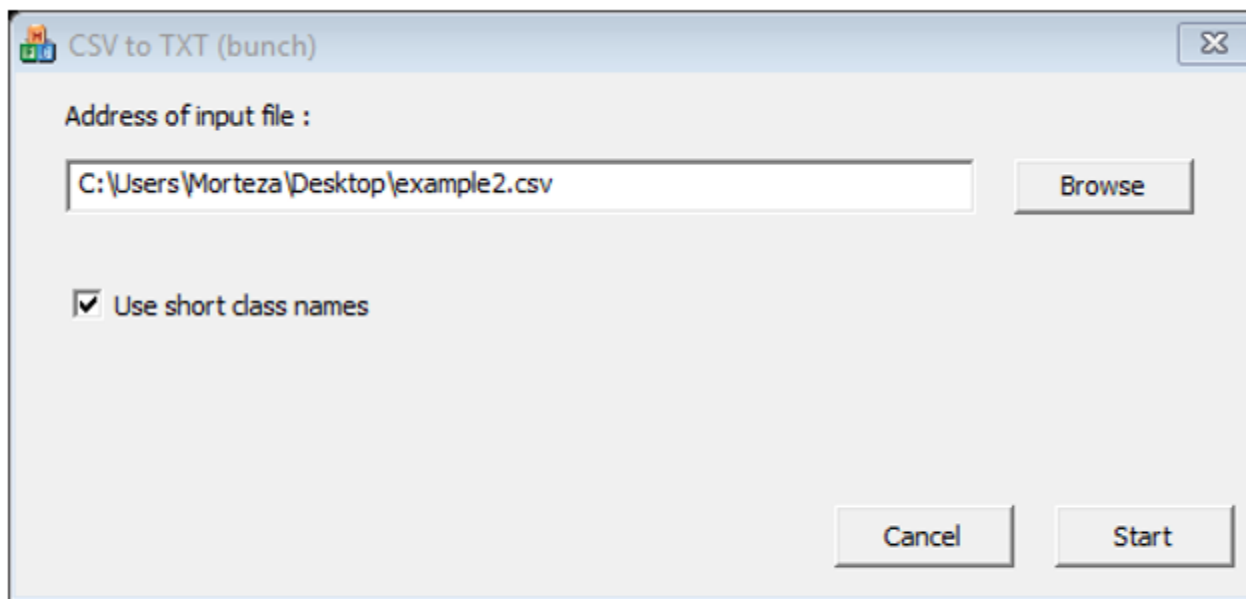 CSV to TXT (bunch)
Address of input file :
C:\Users\Morteza\Desktop\example2.csv
Browse
Use short class names
Cancel
Start